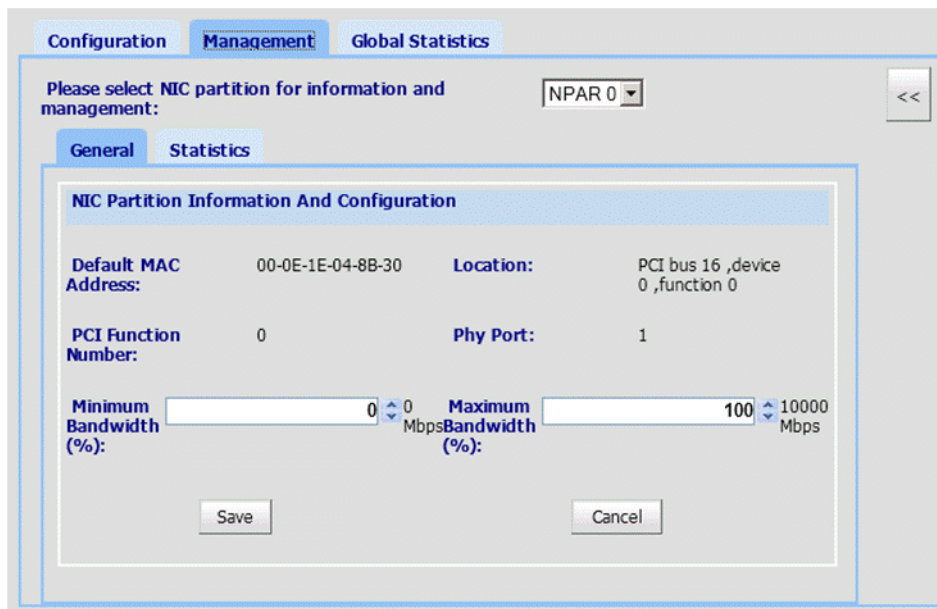 Configuration Management Global Statistics
Please select NIC partition for information and
management:
NPAR 0
<<
General Statistics
NIC Partition Information And Configuration
Default MAC
Address:
00-0E-1E-04-8B-30
Location:
PCI bus 16 ,device
0 ,function 0
PCI Function
Number:
0
Phy Port:
1
Minimum
Bandwidth
(%):
0
0
Mbps
Maximum
Bandwidth
(%):
100
10000
Mbps
Save
Cancel